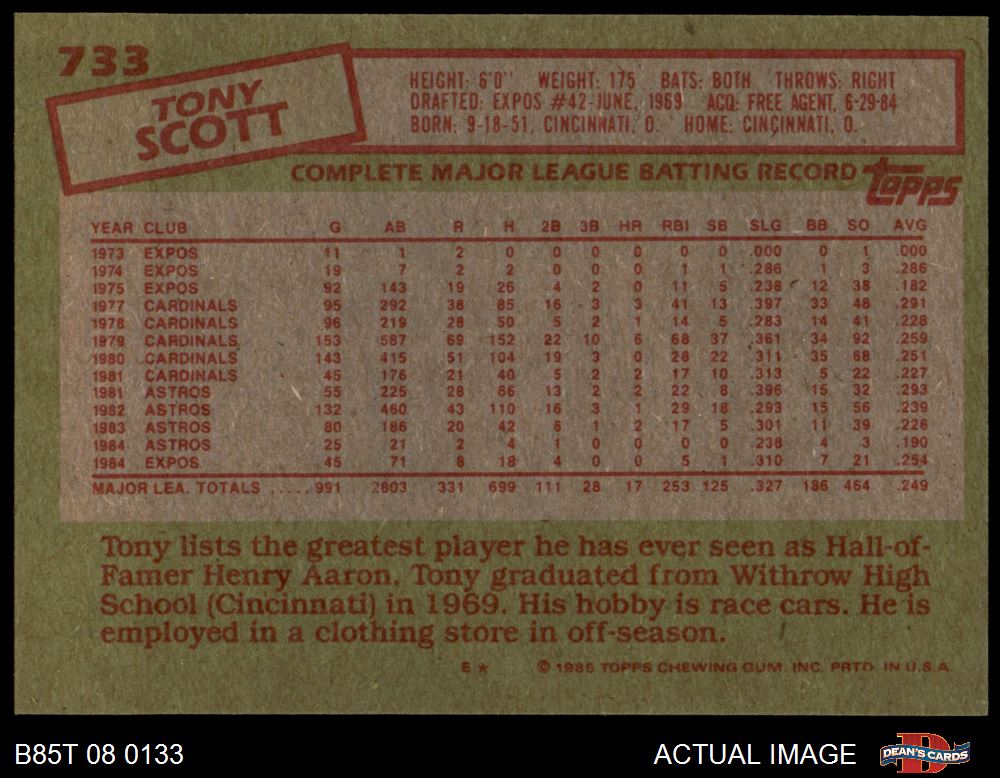 733
TONY
SCOTT
HEIGHT: 6'0" WEIGHT: 175 BATS: BOTH THROWS: RIGHT
DRAFTED: EXPOS #42-JUNE, 1969 ACQ: FREE AGENT, 6-29-84
BORN: 9-18-51, CINCINNATI, O. HOME: CINCINNATI, O.
COMPLETE MAJOR LEAGUE BATTING RECORD topps
YEAR CLUB G AB R H 2B 3B HR RBI SB SLG BB SO AVG
1973 EXPOS 11 1 2 0 0 0 0 0 0 .000 0 1 .000
1974 EXPOS 19 7 2 2 0 0 0 1 1 .286 1 3 .286
1975 EXPOS 92 143 19 26 4 2 0 11 5 .238 12 38 .182
1977 CARDINALS 95 292 38 85 16 3 3 41 13 .397 33 48 .291
1978 CARDINALS 96 219 28 50 5 2 1 14 5 .283 14 41 .228
1979 CARDINALS 153 587 69 152 22 10 6 68 37 .361 34 92 .259
1980 CARDINALS 143 415 51 104 19 3 0 28 22 .311 35 68 .251
1981 CARDINALS 45 176 21 40 5 2 2 17 10 .313 5 22 .227
1981 ASTROS 55 225 28 66 13 2 2 22 8 .396 15 32 .293
1982 ASTROS 132 460 43 110 16 3 1 29 18 .293 15 56 .239
1983 ASTROS 80 186 20 42 6 1 2 17 5 .301 11 39 .226
1984 ASTROS 25 21 2 4 1 0 0 0 0 .238 4 3 .190
1984 EXPOS 45 71 8 18 4 0 0 5 1 .310 7 21 .254
MAJOR LEA. TOTALS ..... 991 2803 331 699 111 28 17 253 125 .327 186 464 .249
Tony lists the greatest player he has ever seen as Hall-of-
Famer Henry Aaron. Tony graduated from Withrow High
School (Cincinnati) in 1969. His hobby is race cars. He is
employed in a clothing store in off-season.
E ★ © 1985 TOPPS CHEWING GUM, INC. PRTD. IN U.S.A.
B85T 08 0133 ACTUAL IMAGE D DEAN'S CARDS